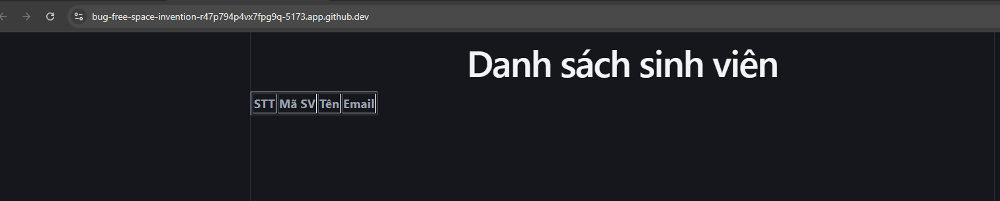 bug-free-space-invention-r47p794p4vx7fpg9q-5173.app.github.dev
Danh sách sinh viên
STT Mã SV Tên Email